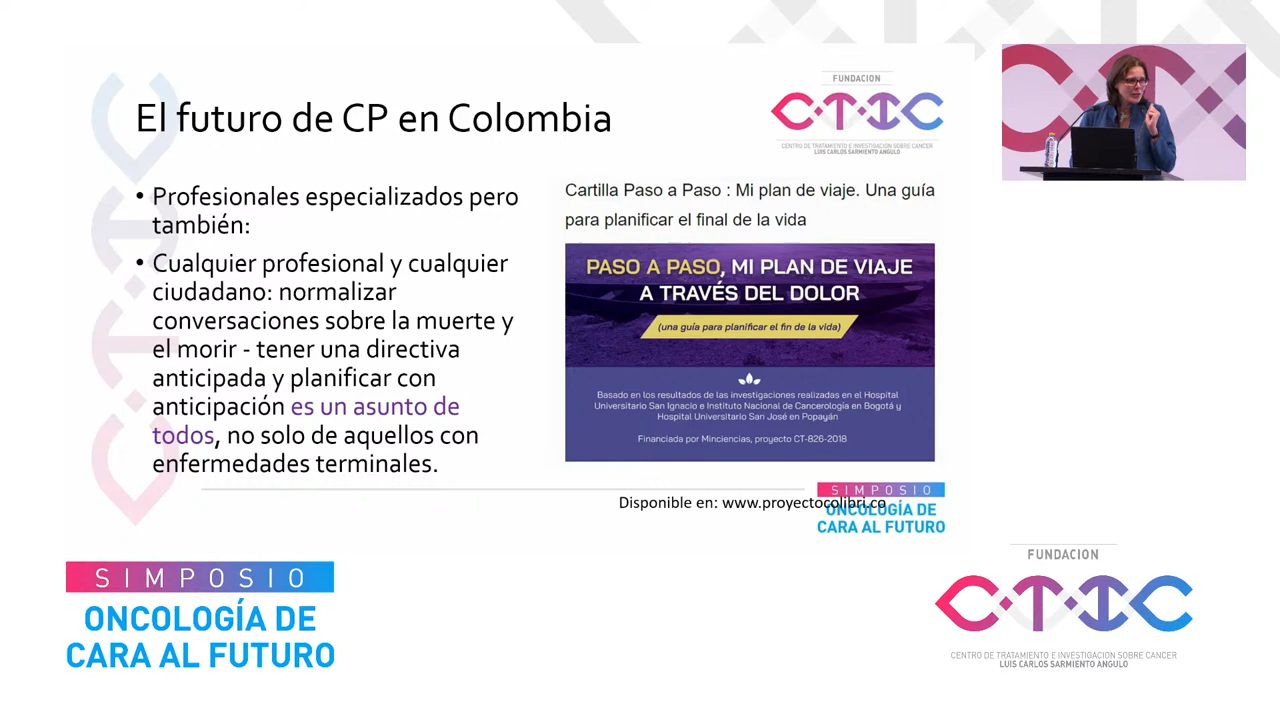 El futuro de CP en Colombia
FUNDACION
CTIC
CENTRO DE TRATAMIENTO E INVESTIGACION SOBRE CANCER
LUIS CARLOS SARMIENTO ANGULO
• Profesionales especializados pero
también:
• Cualquier profesional y cualquier
ciudadano: normalizar
conversaciones sobre la muerte y
el morir - tener una directiva
anticipada y planificar con
anticipación es un asunto de
todos, no solo de aquellos con
enfermedades terminales.
Cartilla Paso a Paso : Mi plan de viaje. Una guía
para planificar el final de la vida
PASO A PASO, MI PLAN DE VIAJE
A TRAVÉS DEL DOLOR
(una guía para planificar el fin de la vida)
Basado en los resultados de las investigaciones realizadas en el Hospital
Universitario San Ignacio e Instituto Nacional de Cancerología en Bogotá y
Hospital Universitario San José en Popayán
Financiada por Minciencias, proyecto CT-826-2018
Disponible en: www.proyectocolibri.co
SIMPOSIO
ONCOLOGÍA DE
CARA AL FUTURO
SIMPOSIO
ONCOLOGÍA DE
CARA AL FUTURO
FUNDACION
CTIC
CENTRO DE TRATAMIENTO E INVESTIGACION SOBRE CANCER
LUIS CARLOS SARMIENTO ANGULO